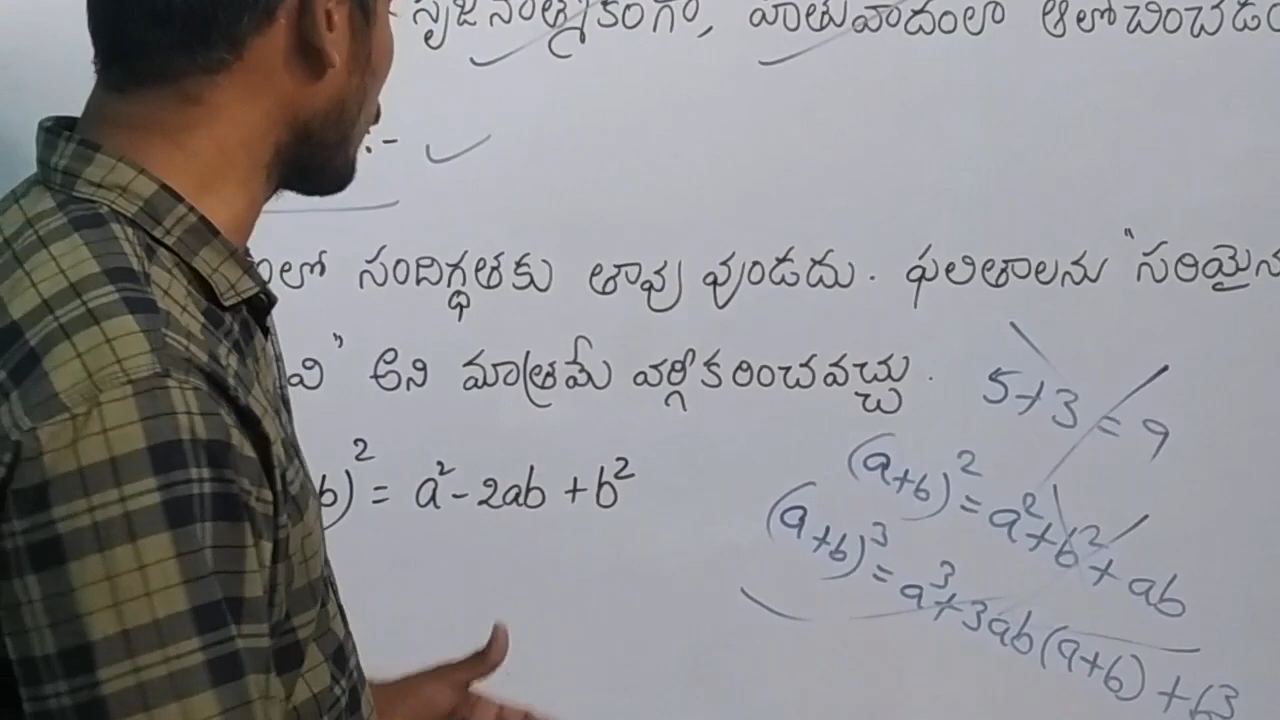 సృజనాత్మకంగా, హేతువాదంలా ఆలోచించడం
:-
లో సందిగ్ధతకు తావు వుండదు. ఫలితాలను "సరియైన
వి" అని మాత్రమే వర్గీకరించవచ్చు.
5+3=9
b)² = a² - 2ab + b²
(a+b)² = a²+b²+ab
(a+b)³ = a³+3ab(a+b)+b3